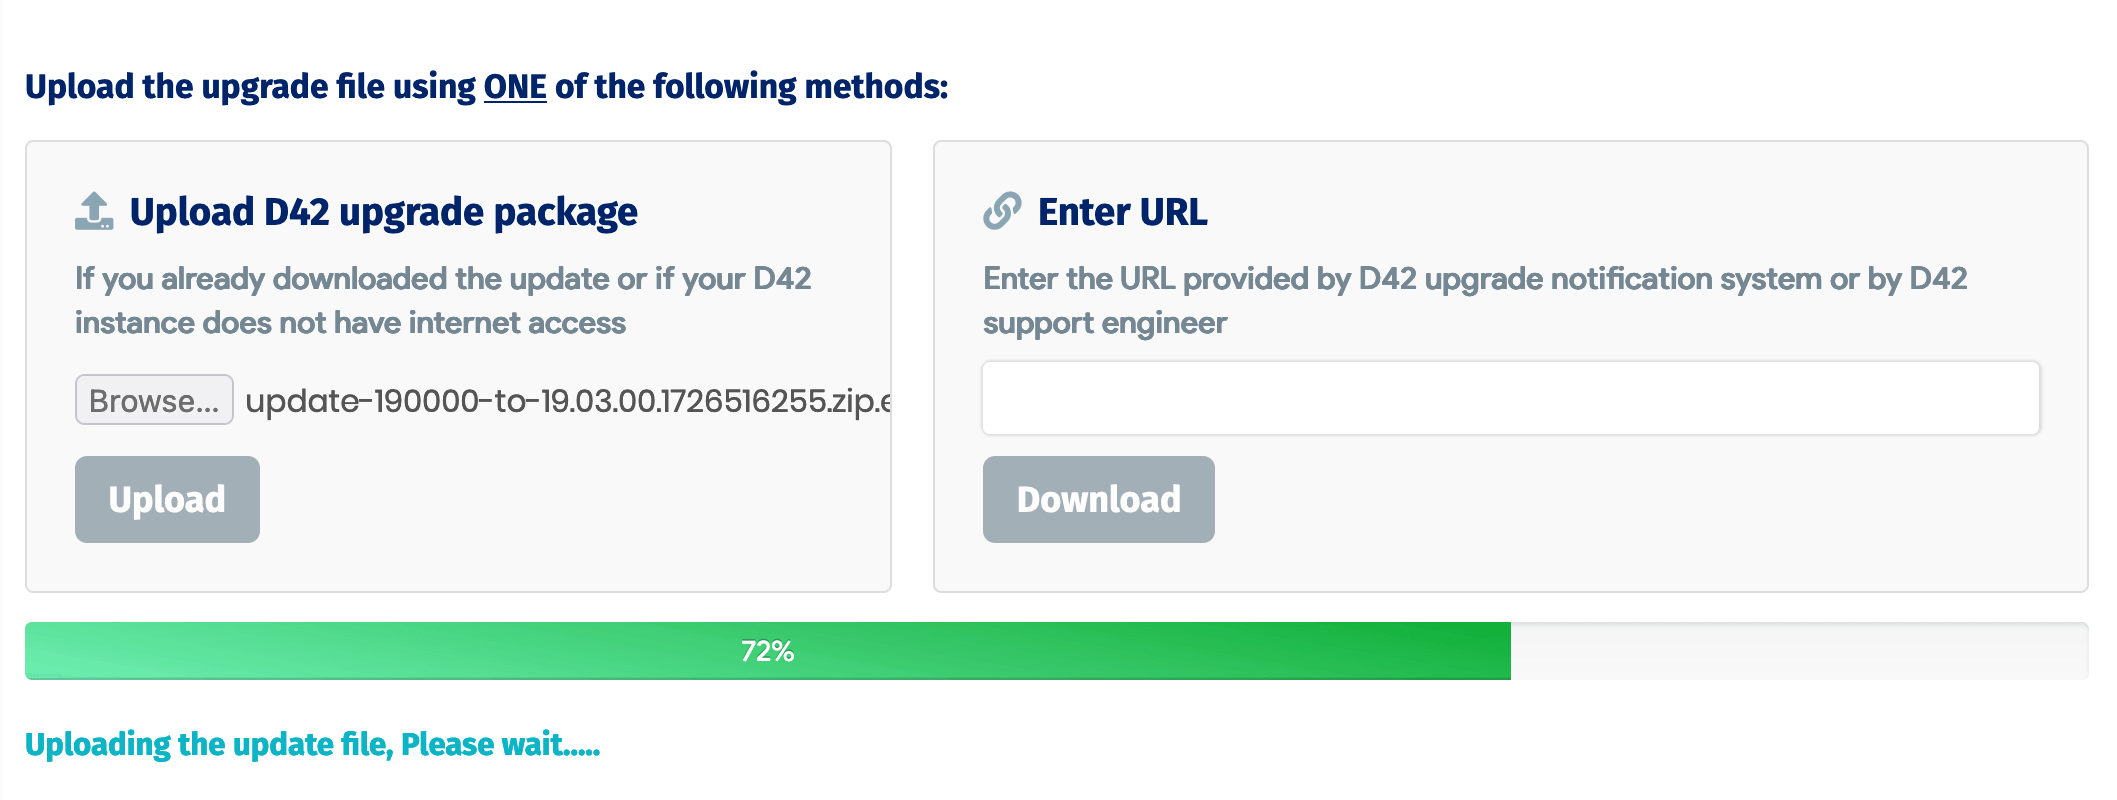 Upload the upgrade file using ONE of the following methods:
Upload D42 upgrade package
If you already downloaded the update or if your D42
instance does not have internet access
Browse... update-190000-to-19.03.00.1726516255.zip.e
Upload
Enter URL
Enter the URL provided by D42 upgrade notification system or by D42
support engineer
Download
72%
Uploading the update file, Please wait.....